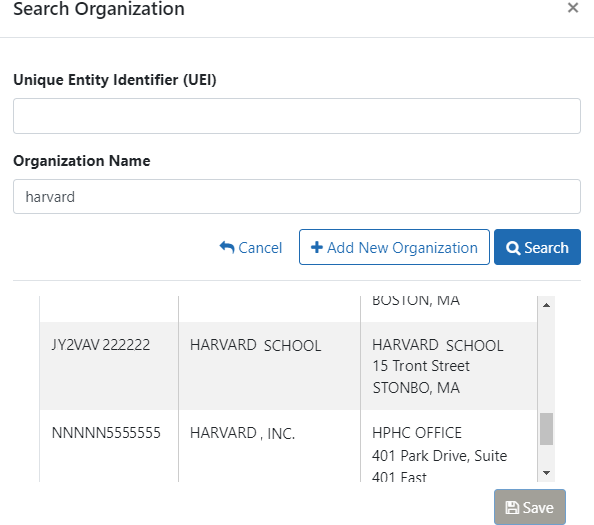 Search Organization ×
Unique Entity Identifier (UEI)
Organization Name
harvard
Cancel Add New Organization Search
BOSTON, MA
JY2VAV 222222 HARVARD SCHOOL HARVARD SCHOOL
15 Tront Street
STONBO, MA
NNNNN5555555 HARVARD , INC. HPHC OFFICE
401 Park Drive, Suite
401 East
Save